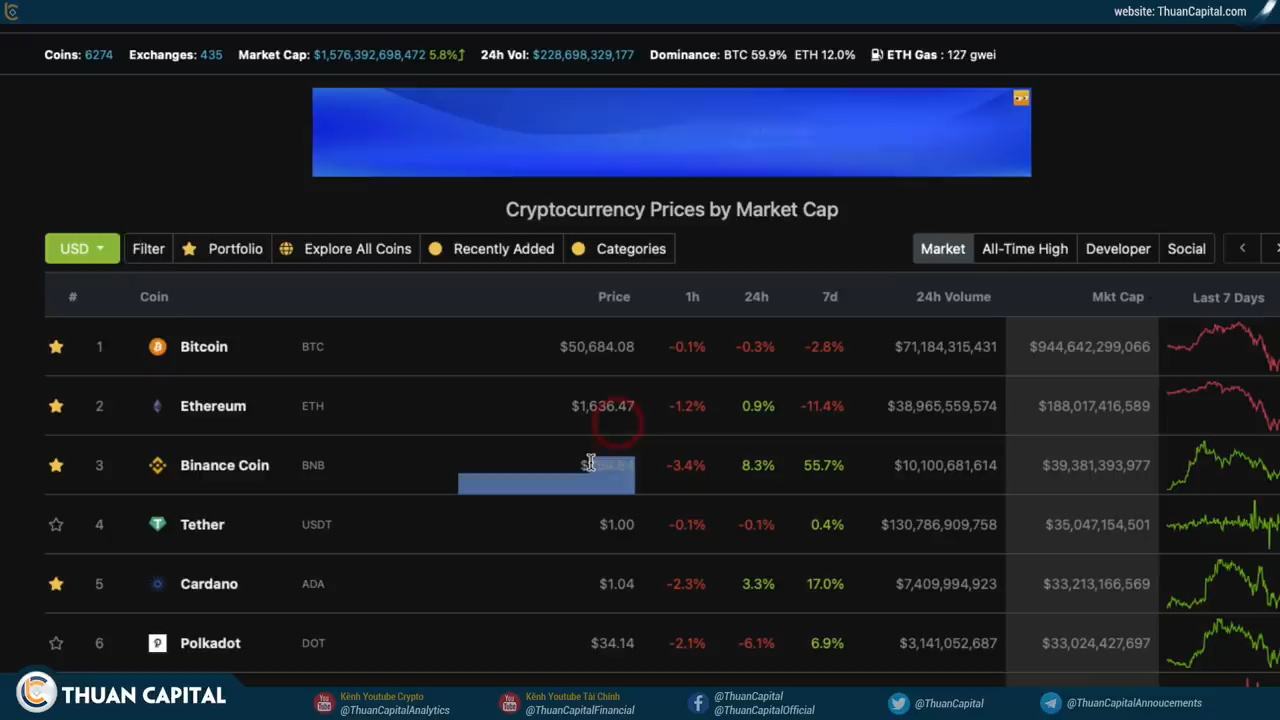 website: ThuanCapital.com
Coins: 6274 Exchanges: 435 Market Cap: $1,576,392,698,472 5.8% 24h Vol: $228,698,329,177 Dominance: BTC 59.9% ETH 12.0% ETH Gas : 127 gwei
Cryptocurrency Prices by Market Cap
USD Filter Portfolio Explore All Coins Recently Added Categories Market All-Time High Developer Social
# Coin Price 1h 24h 7d 24h Volume Mkt Cap Last 7 Days
1 Bitcoin BTC $50,684.08 -0.1% -0.3% -2.8% $71,184,315,431 $944,642,299,066
2 Ethereum ETH $1,636.47 -1.2% 0.9% -11.4% $38,965,559,574 $188,017,416,589
3 Binance Coin BNB -3.4% 8.3% 55.7% $10,100,681,614 $39,381,393,977
4 Tether USDT $1.00 -0.1% -0.1% 0.4% $130,786,909,758 $35,047,154,501
5 Cardano ADA $1.04 -2.3% 3.3% 17.0% $7,409,994,923 $33,213,166,569
6 Polkadot DOT $34.14 -2.1% -6.1% 6.9% $3,141,052,687 $33,024,427,697
THUAN CAPITAL
Kênh Youtube Crypto
@ThuanCapitalAnalytics
Kênh Youtube Tài Chính
@ThuanCapitalFinancial
@ThuanCapital
@ThuanCapitalOfficial
@ThuanCapital
@ThuanCapitalAnnoucements